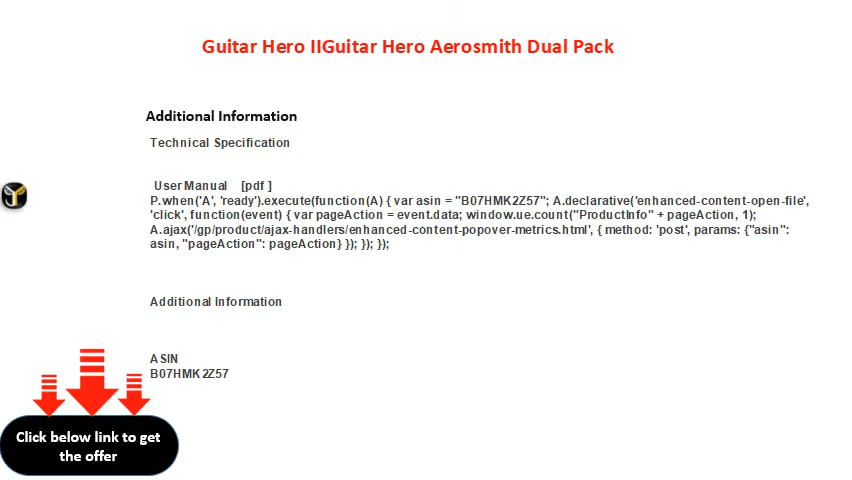 Guitar Hero IIGuitar Hero Aerosmith Dual Pack
Additional Information
Technical Specification
User Manual [pdf ]
P.when('A', 'ready').execute(function(A) { var asin = "B07HMK2Z57"; A.declarative('enhanced-content-open-file',
'click', function(event) { var pageAction = event.data; window.ue.count("ProductInfo" + pageAction, 1);
A.ajax('/gp/product/ajax-handlers/enhanced-content-popover-metrics.html', { method: 'post', params: {"asin":
asin, "pageAction": pageAction} }); }); });
Additional Information
ASIN
B07HMK2Z57
Click below link to get
the offer